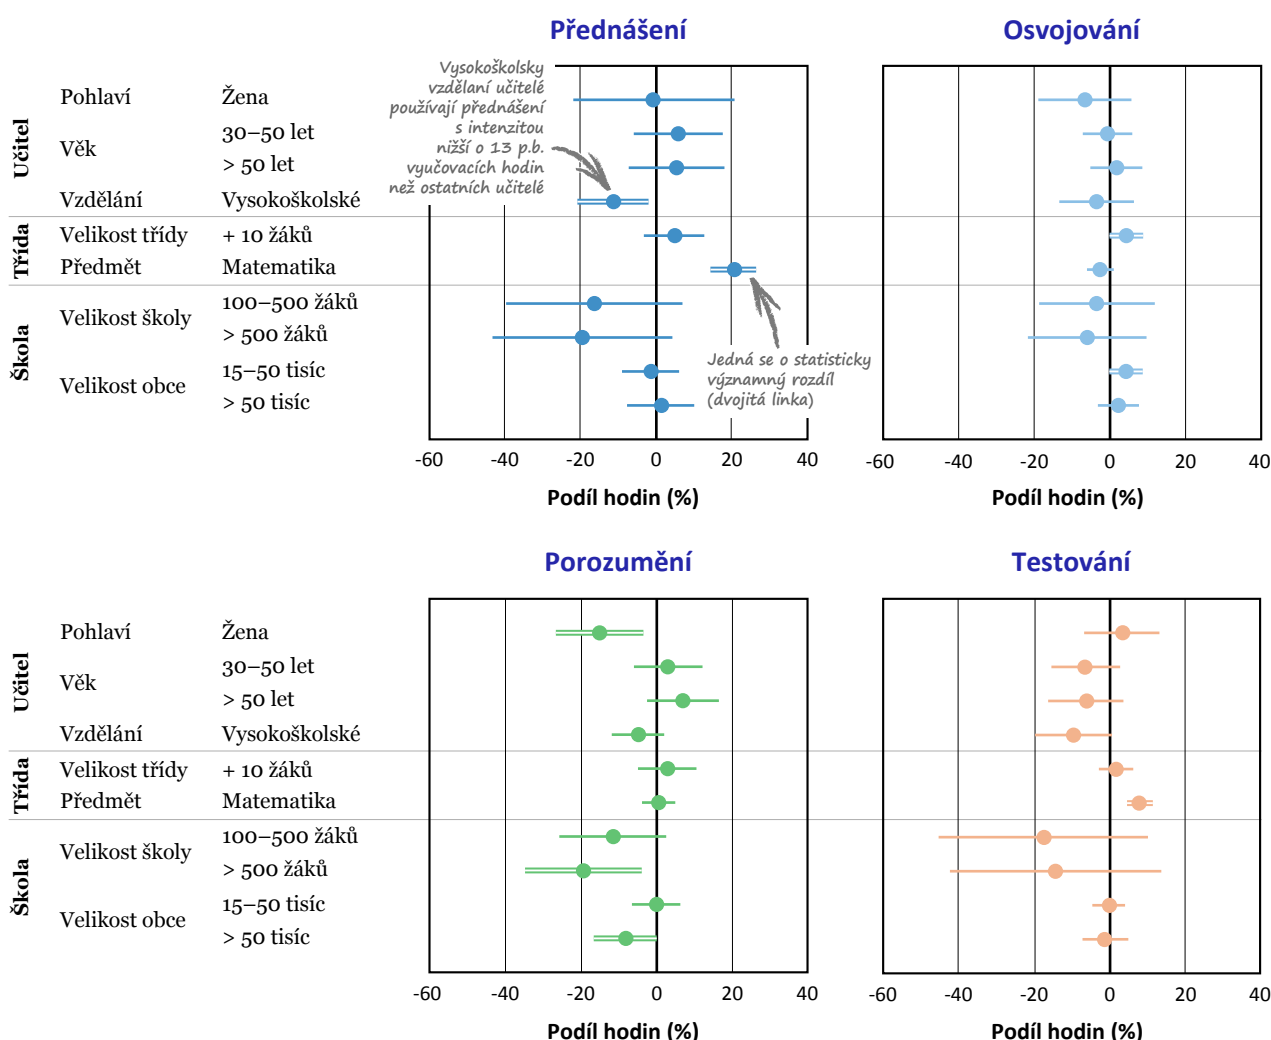 Přednášení
Osvojování
Vysokoškolsky
vzdělaní učitelé
používají přednášení
s intenzitou
nižší o 13 p.b.
vyučovacích hodin
než ostatních učitelé
Učitel
Pohlaví Žena
Věk
30–50 let
> 50 let
Vzdělání Vysokoškolské
Třída
Velikost třídy + 10 žáků
Předmět Matematika
Škola
Velikost školy
100–500 žáků
> 500 žáků
Velikost obce
15–50 tisíc
> 50 tisíc
Jedná se o statisticky
významný rozdíl
(dvojitá linka)
-60 -40 -20 0 20 40
Podíl hodin (%)
-60 -40 -20 0 20 40
Podíl hodin (%)
Porozumění
Testování
Učitel
Pohlaví Žena
Věk
30–50 let
> 50 let
Vzdělání Vysokoškolské
Třída
Velikost třídy + 10 žáků
Předmět Matematika
Škola
Velikost školy
100–500 žáků
> 500 žáků
Velikost obce
15–50 tisíc
> 50 tisíc
-60 -40 -20 0 20 40
Podíl hodin (%)
-60 -40 -20 0 20 40
Podíl hodin (%)